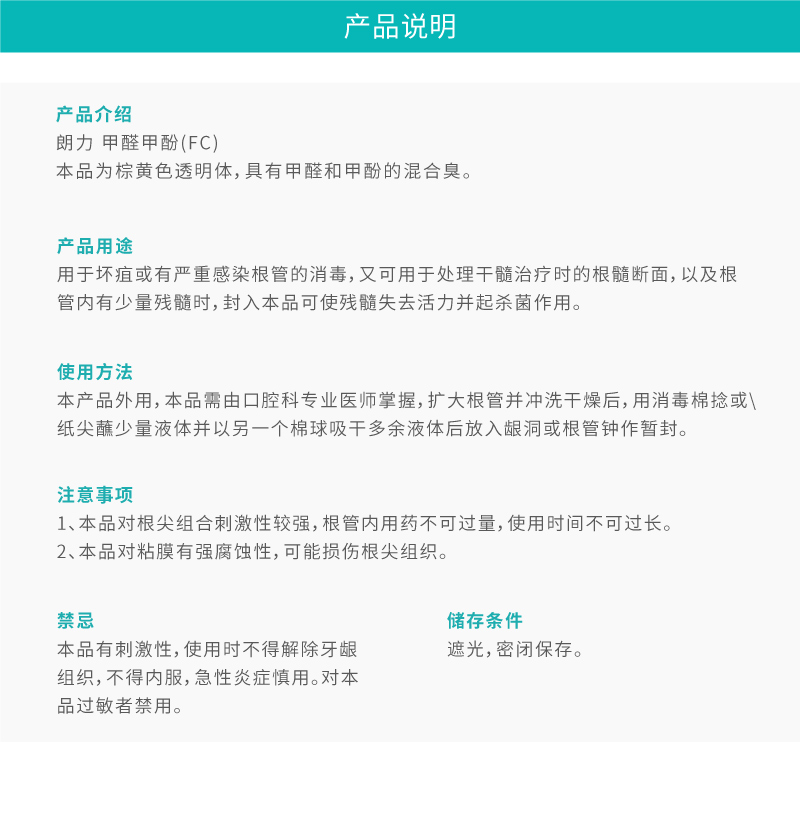 产品说明
产品介绍
朗力 甲醛甲酚(FC)
本品为棕黄色透明体，具有甲醛和甲酚的混合臭。
产品用途
用于坏疽或有严重感染根管的消毒，又可用于处理干髓治疗时的根髓断面，以及根
管内有少量残髓时，封入本品可使残髓失去活力并起杀菌作用。
使用方法
本产品外用，本品需由口腔科专业医师掌握，扩大根管并冲洗干燥后，用消毒棉捻或\
纸尖蘸少量液体并以另一个棉球吸干多余液体后放入龈洞或根管钟作暂封。
注意事项
1、本品对根尖组合刺激性较强，根管内用药不可过量，使用时间不可过长。
2、本品对粘膜有强腐蚀性，可能损伤根尖组织。
禁忌
本品有刺激性，使用时不得解除牙龈
组织，不得内服，急性炎症慎用。对本
品过敏者禁用。
储存条件
遮光，密闭保存。